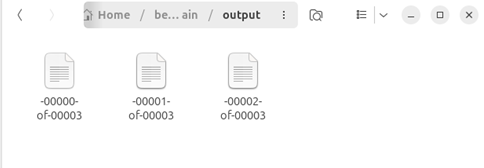 Home / be... ain / output
-00000-
of-00003
-00001-
of-00003
-00002-
of-00003